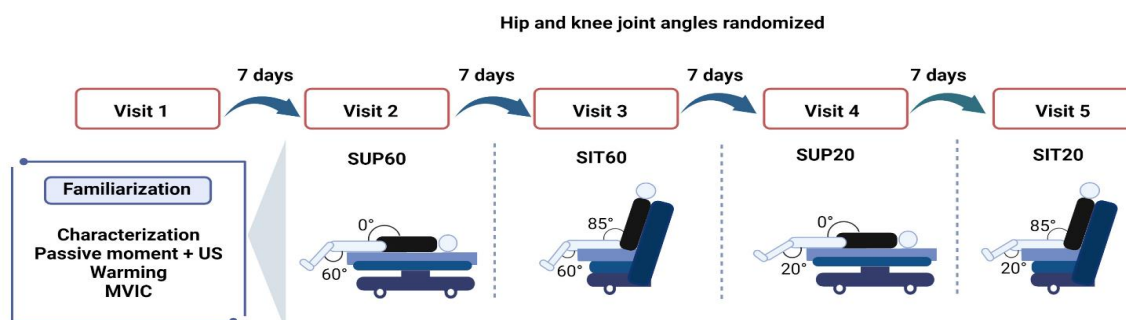 Hip and knee joint angles randomized
7 days
7 days
7 days
7 days
Visit 1
Visit 2
Visit 3
Visit 4
Visit 5
SUP60
SIT60
SUP20
SIT20
Familiarization
Characterization
Passive moment + US
Warming
MVIC
0°
60°
85°
60°
0°
20°
85°
20°